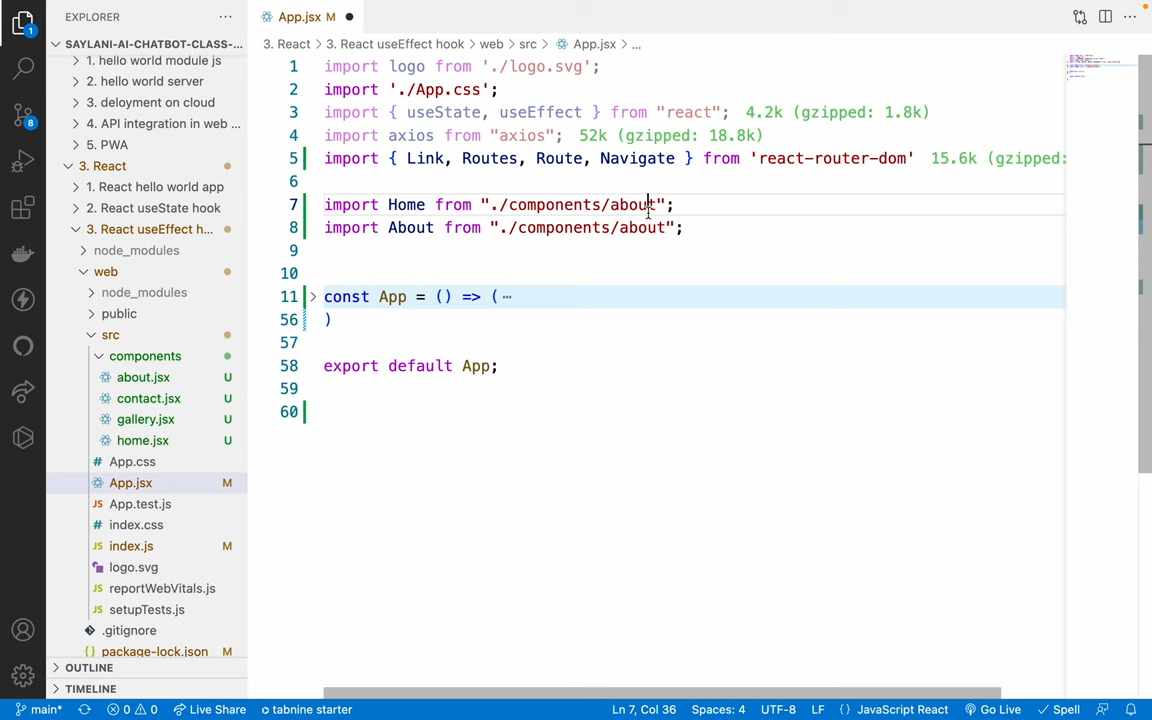 EXPLORER
App.jsx M
SAYLANI-AI-CHATBOT-CLASS-...
3. React > 3. React useEffect hook > web > src > App.jsx > ...
1. hello world module js
2. hello world server
3. deloyment on cloud
4. API integration in web ...
5. PWA
3. React
1. React hello world app
2. React useState hook
3. React useEffect h...
node_modules
web
node_modules
public
src
components
about.jsx U
contact.jsx U
gallery.jsx U
home.jsx U
App.css
App.jsx M
App.test.js
index.css
index.js M
logo.svg
reportWebVitals.js
setupTests.js
.gitignore
package-lock.json M
OUTLINE
TIMELINE
1 import logo from './logo.svg';
2 import './App.css';
3 import { useState, useEffect } from "react"; 4.2k (gzipped: 1.8k)
4 import axios from "axios"; 52k (gzipped: 18.8k)
5 import { Link, Routes, Route, Navigate } from 'react-router-dom' 15.6k (gzipped:
6
7 import Home from "./components/about";
8 import About from "./components/about";
9
10
11 const App = () => (⋯
56 )
57
58 export default App;
59
60
1
8
main* 0 0 Live Share tabnine starter Ln 7, Col 36 Spaces: 4 UTF-8 LF {} JavaScript React Go Live Spell